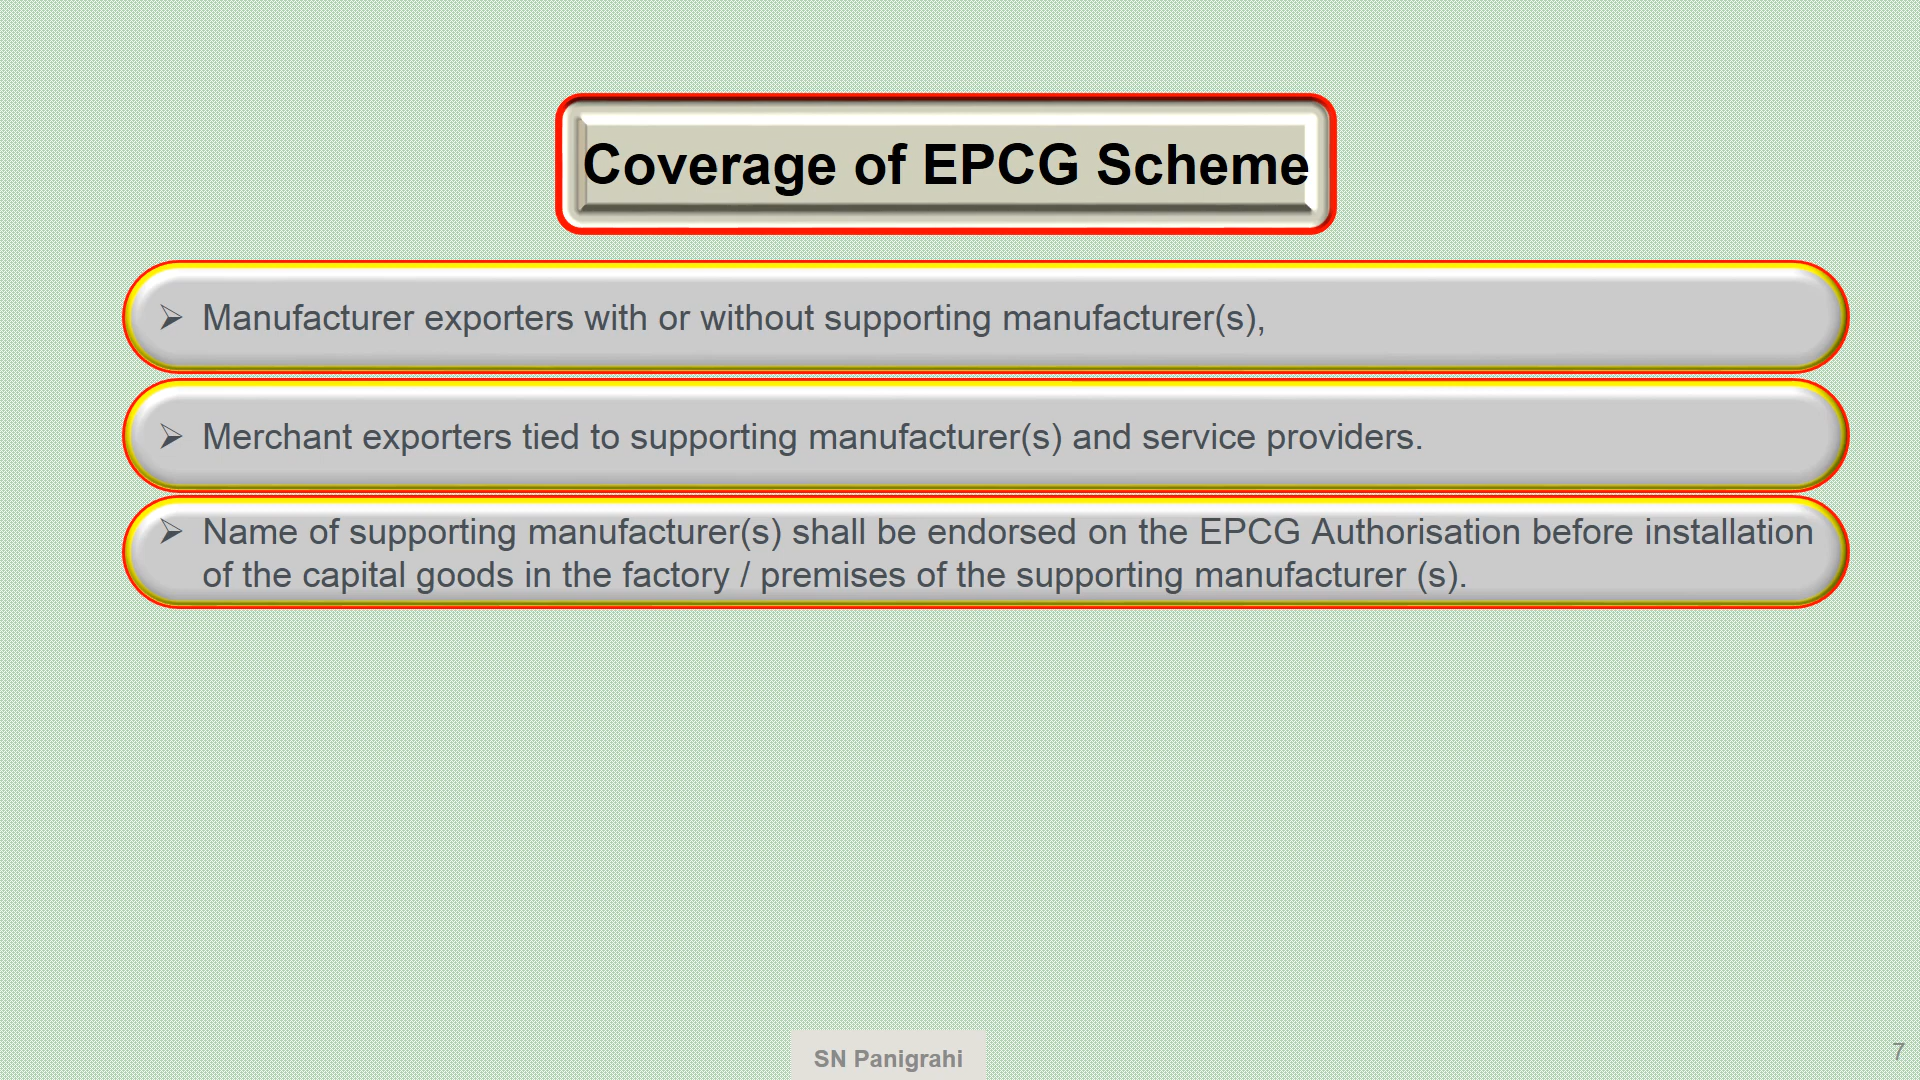 Coverage of EPCG Scheme
➢ Manufacturer exporters with or without supporting manufacturer(s),
➢ Merchant exporters tied to supporting manufacturer(s) and service providers.
➢ Name of supporting manufacturer(s) shall be endorsed on the EPCG Authorisation before installation
of the capital goods in the factory / premises of the supporting manufacturer (s).
SN Panigrahi
7